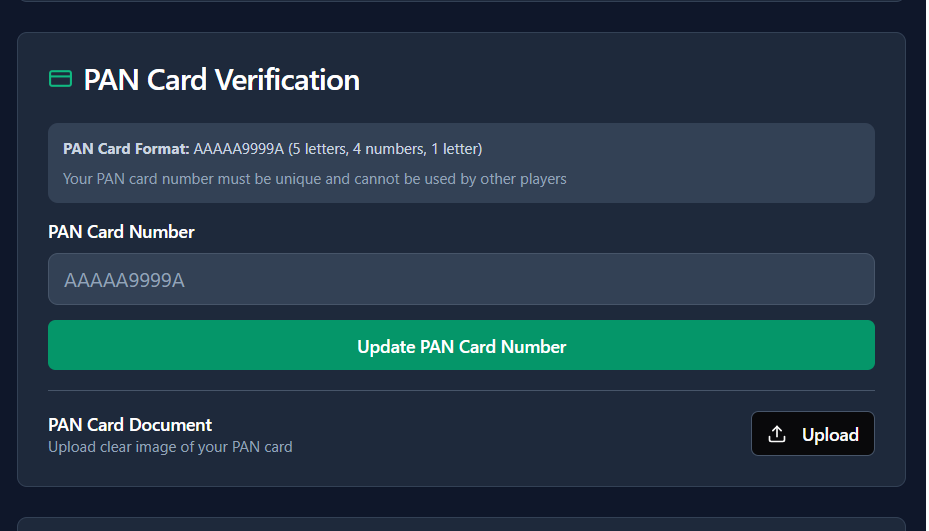 PAN Card Verification
PAN Card Format: AAAAA9999A (5 letters, 4 numbers, 1 letter)
Your PAN card number must be unique and cannot be used by other players
PAN Card Number
AAAAA9999A
Update PAN Card Number
PAN Card Document
Upload clear image of your PAN card
Upload